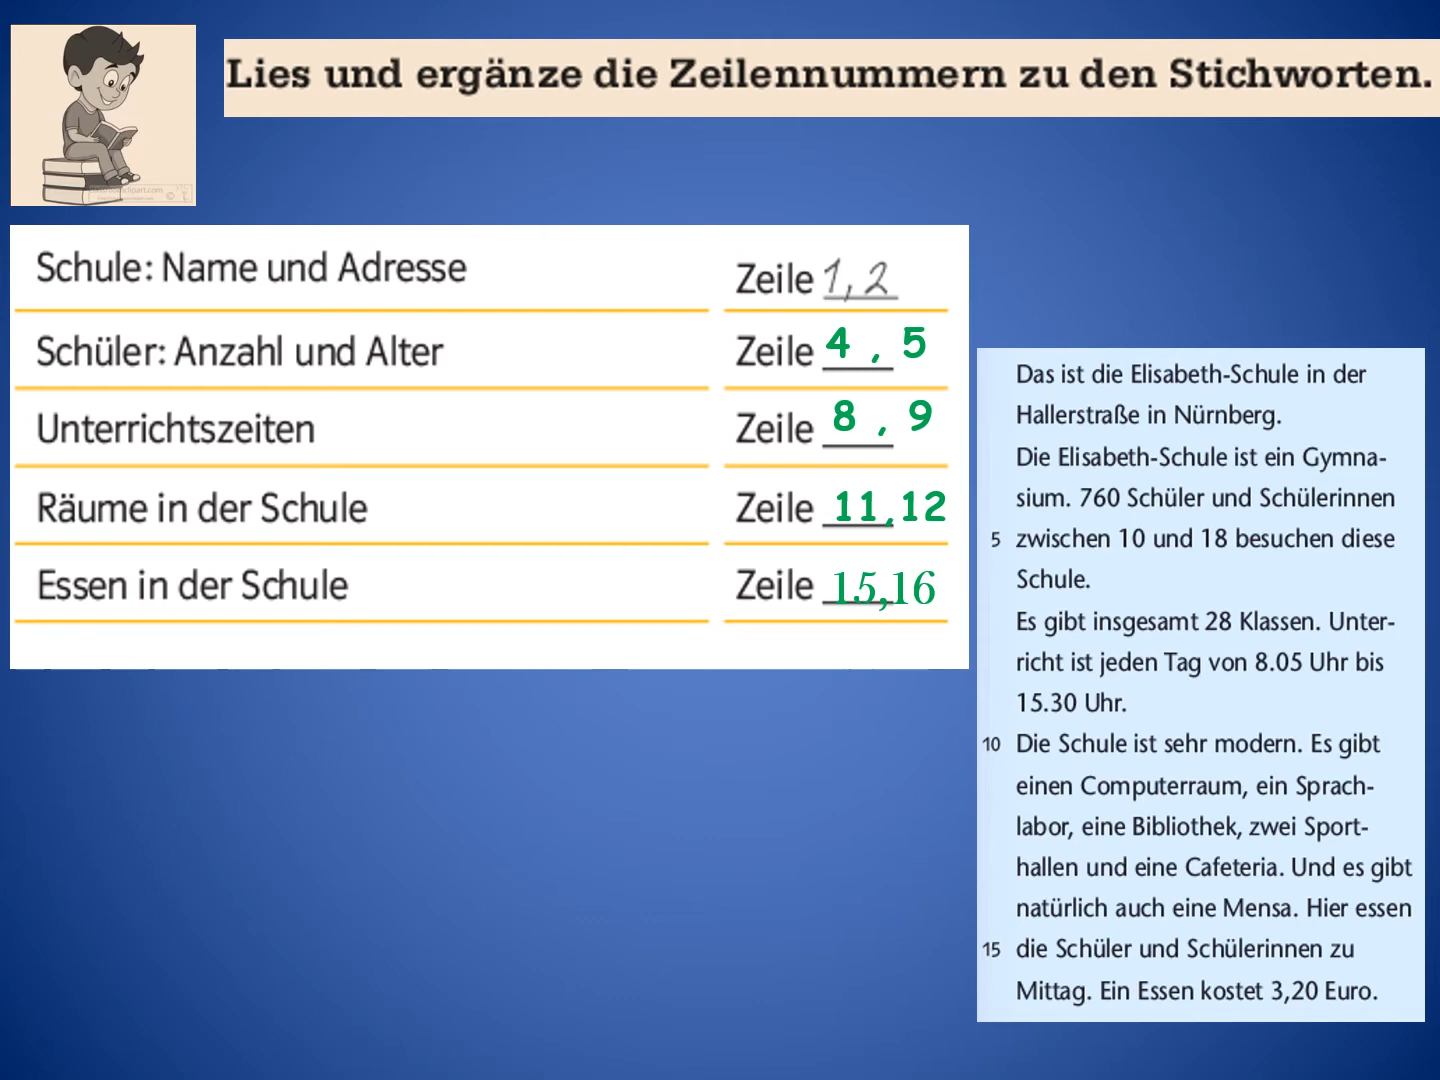 Lies und ergänze die Zeilennummern zu den Stichworten.
Schule: Name und Adresse Zeile 1, 2
Schüler: Anzahl und Alter Zeile 4 , 5
Unterrichtszeiten Zeile 8 , 9
Räume in der Schule Zeile 11,12
Essen in der Schule Zeile 15,16
Das ist die Elisabeth-Schule in der
Hallerstraße in Nürnberg.
Die Elisabeth-Schule ist ein Gymna-
sium. 760 Schüler und Schülerinnen
5 zwischen 10 und 18 besuchen diese
Schule.
Es gibt insgesamt 28 Klassen. Unter-
richt ist jeden Tag von 8.05 Uhr bis
15.30 Uhr.
10 Die Schule ist sehr modern. Es gibt
einen Computerraum, ein Sprach-
labor, eine Bibliothek, zwei Sport-
hallen und eine Cafeteria. Und es gibt
natürlich auch eine Mensa. Hier essen
15 die Schüler und Schülerinnen zu
Mittag. Ein Essen kostet 3,20 Euro.